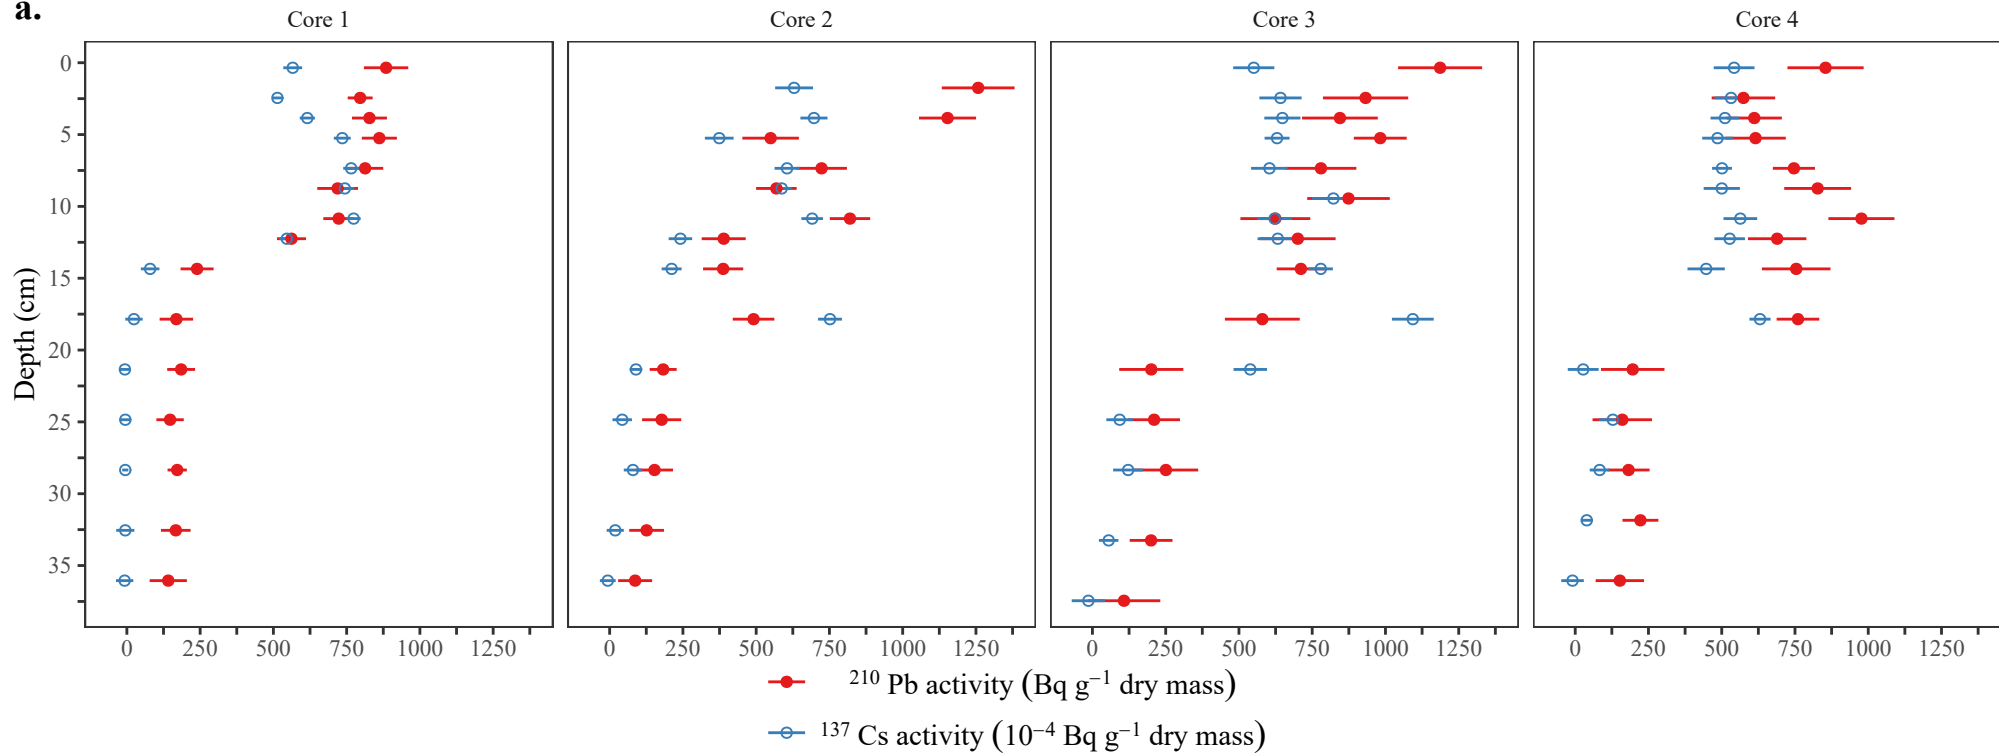 a.
Core 1 Core 2 Core 3 Core 4
Depth (cm)
0
5
10
15
20
25
30
35
0 250 500 750 1000 1250 0 250 500 750 1000 1250 0 250 500 750 1000 1250 0 250 500 750 1000 1250
²¹⁰ Pb activity (Bq g⁻¹ dry mass)
¹³⁷ Cs activity (10⁻⁴ Bq g⁻¹ dry mass)